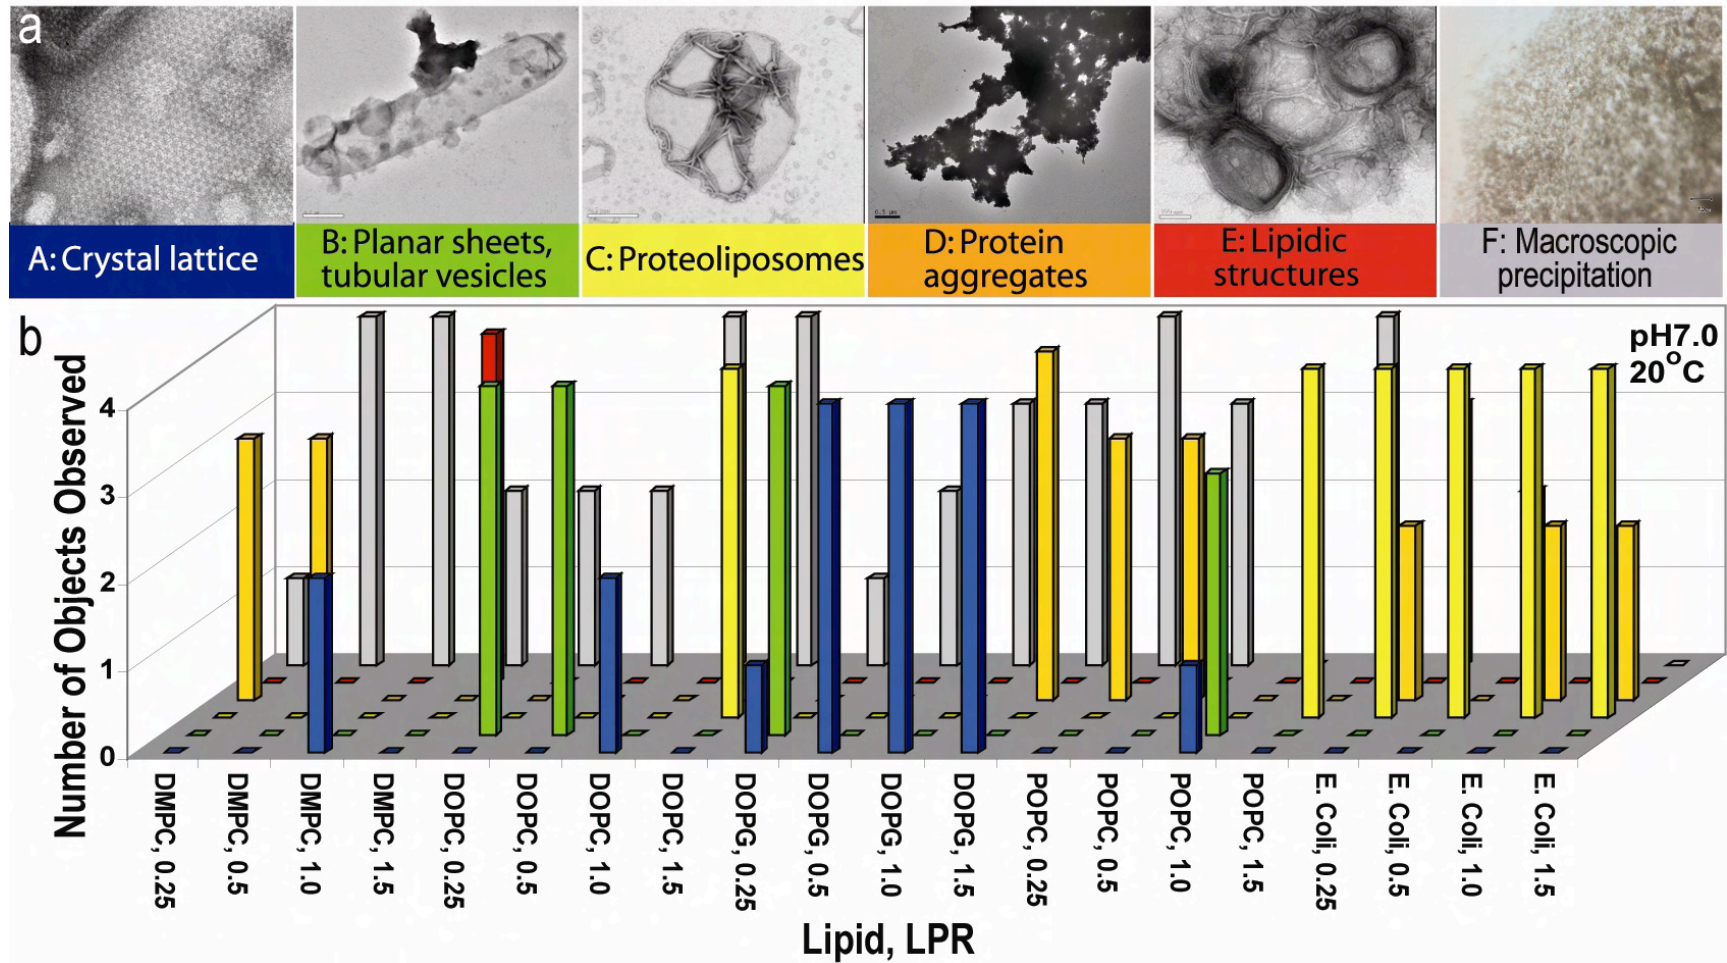 a
0.5 µm
A: Crystal lattice
B: Planar sheets,
tubular vesicles
C: Proteoliposomes
D: Protein
aggregates
E: Lipidic
structures
F: Macroscopic
precipitation
b
pH7.0
20°C
Number of Objects Observed
4
3
2
1
0
DMPC, 0.25
DMPC, 0.5
DMPC, 1.0
DMPC, 1.5
DOPC, 0.25
DOPC, 0.5
DOPC, 1.0
DOPC, 1.5
DOPG, 0.25
DOPG, 0.5
DOPG, 1.0
DOPG, 1.5
POPC, 0.25
POPC, 0.5
POPC, 1.0
POPC, 1.5
E. Coli, 0.25
E. Coli, 0.5
E. Coli, 1.0
E. Coli, 1.5
Lipid, LPR